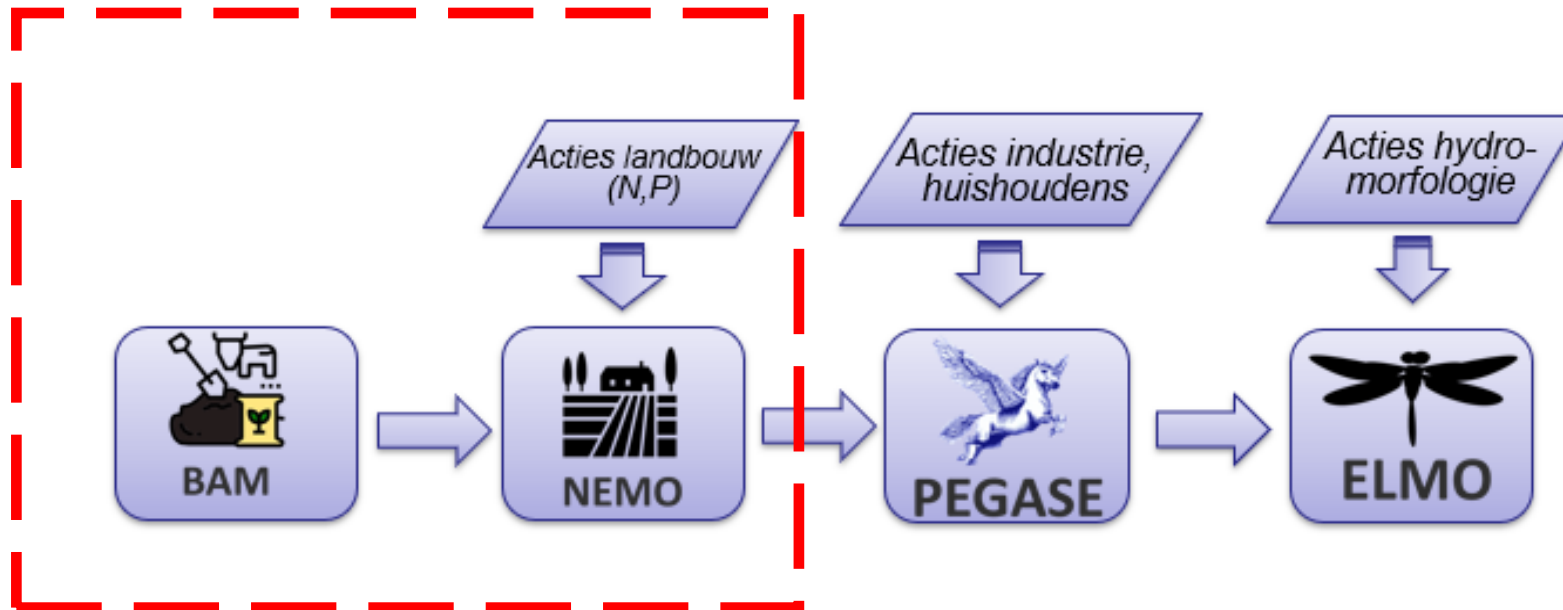 Acties landbouw
(N,P)
Acties industrie,
huishoudens
Acties hydro-
morfologie
BAM
NEMO
PEGASE
ELMO